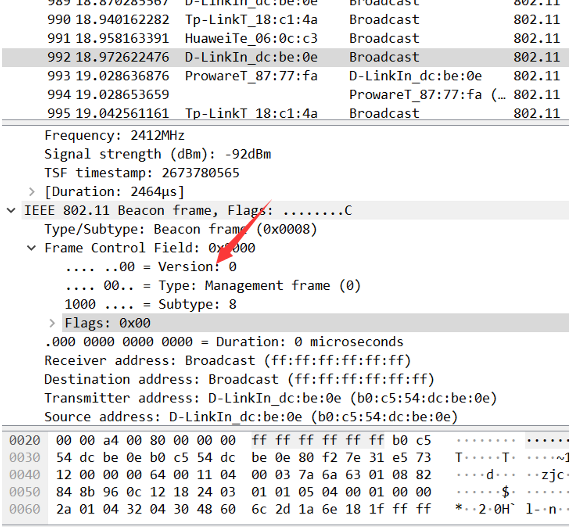 989 18.870285567 D-LinkIn_dc:be:0e Broadcast 802.11
990 18.940162282 Tp-LinkT_18:c1:4a Broadcast 802.11
991 18.958163391 HuaweiTe_06:0c:c3 Broadcast 802.11
992 18.972622476 D-LinkIn_dc:be:0e Broadcast 802.11
993 19.028636876 ProwareT_87:77:fa D-LinkIn_dc:be:0e 802.11
994 19.028653659 ProwareT_87:77:fa (… 802.11
995 19.042561161 Tp-LinkT_18:c1:4a Broadcast 802.11
Frequency: 2412MHz
Signal strength (dBm): -92dBm
TSF timestamp: 2673780565
[Duration: 2464µs]
IEEE 802.11 Beacon frame, Flags: ........C
Type/Subtype: Beacon frame (0x0008)
Frame Control Field: 0x8000
.... ..00 = Version: 0
.... 00.. = Type: Management frame (0)
1000 .... = Subtype: 8
Flags: 0x00
.000 0000 0000 0000 = Duration: 0 microseconds
Receiver address: Broadcast (ff:ff:ff:ff:ff:ff)
Destination address: Broadcast (ff:ff:ff:ff:ff:ff)
Transmitter address: D-LinkIn_dc:be:0e (b0:c5:54:dc:be:0e)
Source address: D-LinkIn_dc:be:0e (b0:c5:54:dc:be:0e)
0020 00 00 a4 00 80 00 00 00 ff ff ff ff ff ff b0 c5 ········ ······
0030 54 dc be 0e b0 c5 54 dc be 0e 80 f2 7e 31 e5 73 T·····T· ····~1
0040 12 00 00 00 64 00 11 04 00 03 7a 6a 63 01 08 82 ····d··· ··zjc
0050 84 8b 96 0c 12 18 24 03 01 01 05 04 00 01 00 00 ······$· ······
0060 2a 01 04 32 04 30 48 60 6c 2d 1a 6e 18 1f ff ff *··2·0H` l-·n··